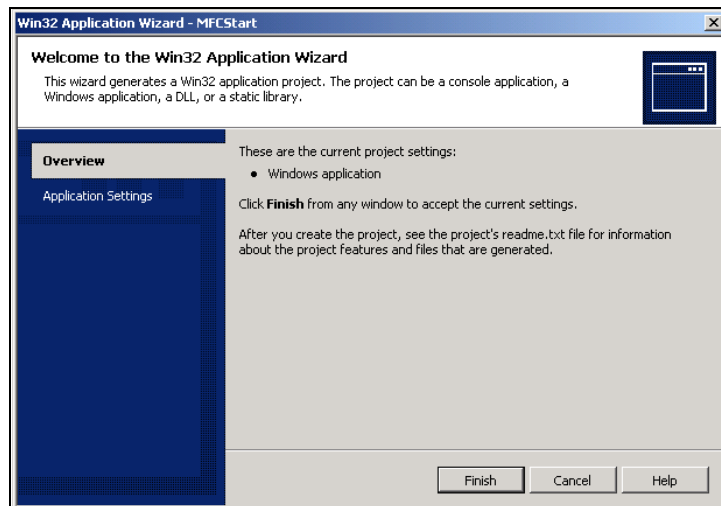 Win32 Application Wizard - MFCStart
Welcome to the Win32 Application Wizard
This wizard generates a Win32 application project. The project can be a console application, a
Windows application, a DLL, or a static library.
Overview
Application Settings
These are the current project settings:
• Windows application
Click Finish from any window to accept the current settings.
After you create the project, see the project's readme.txt file for information
about the project features and files that are generated.
Finish
Cancel
Help